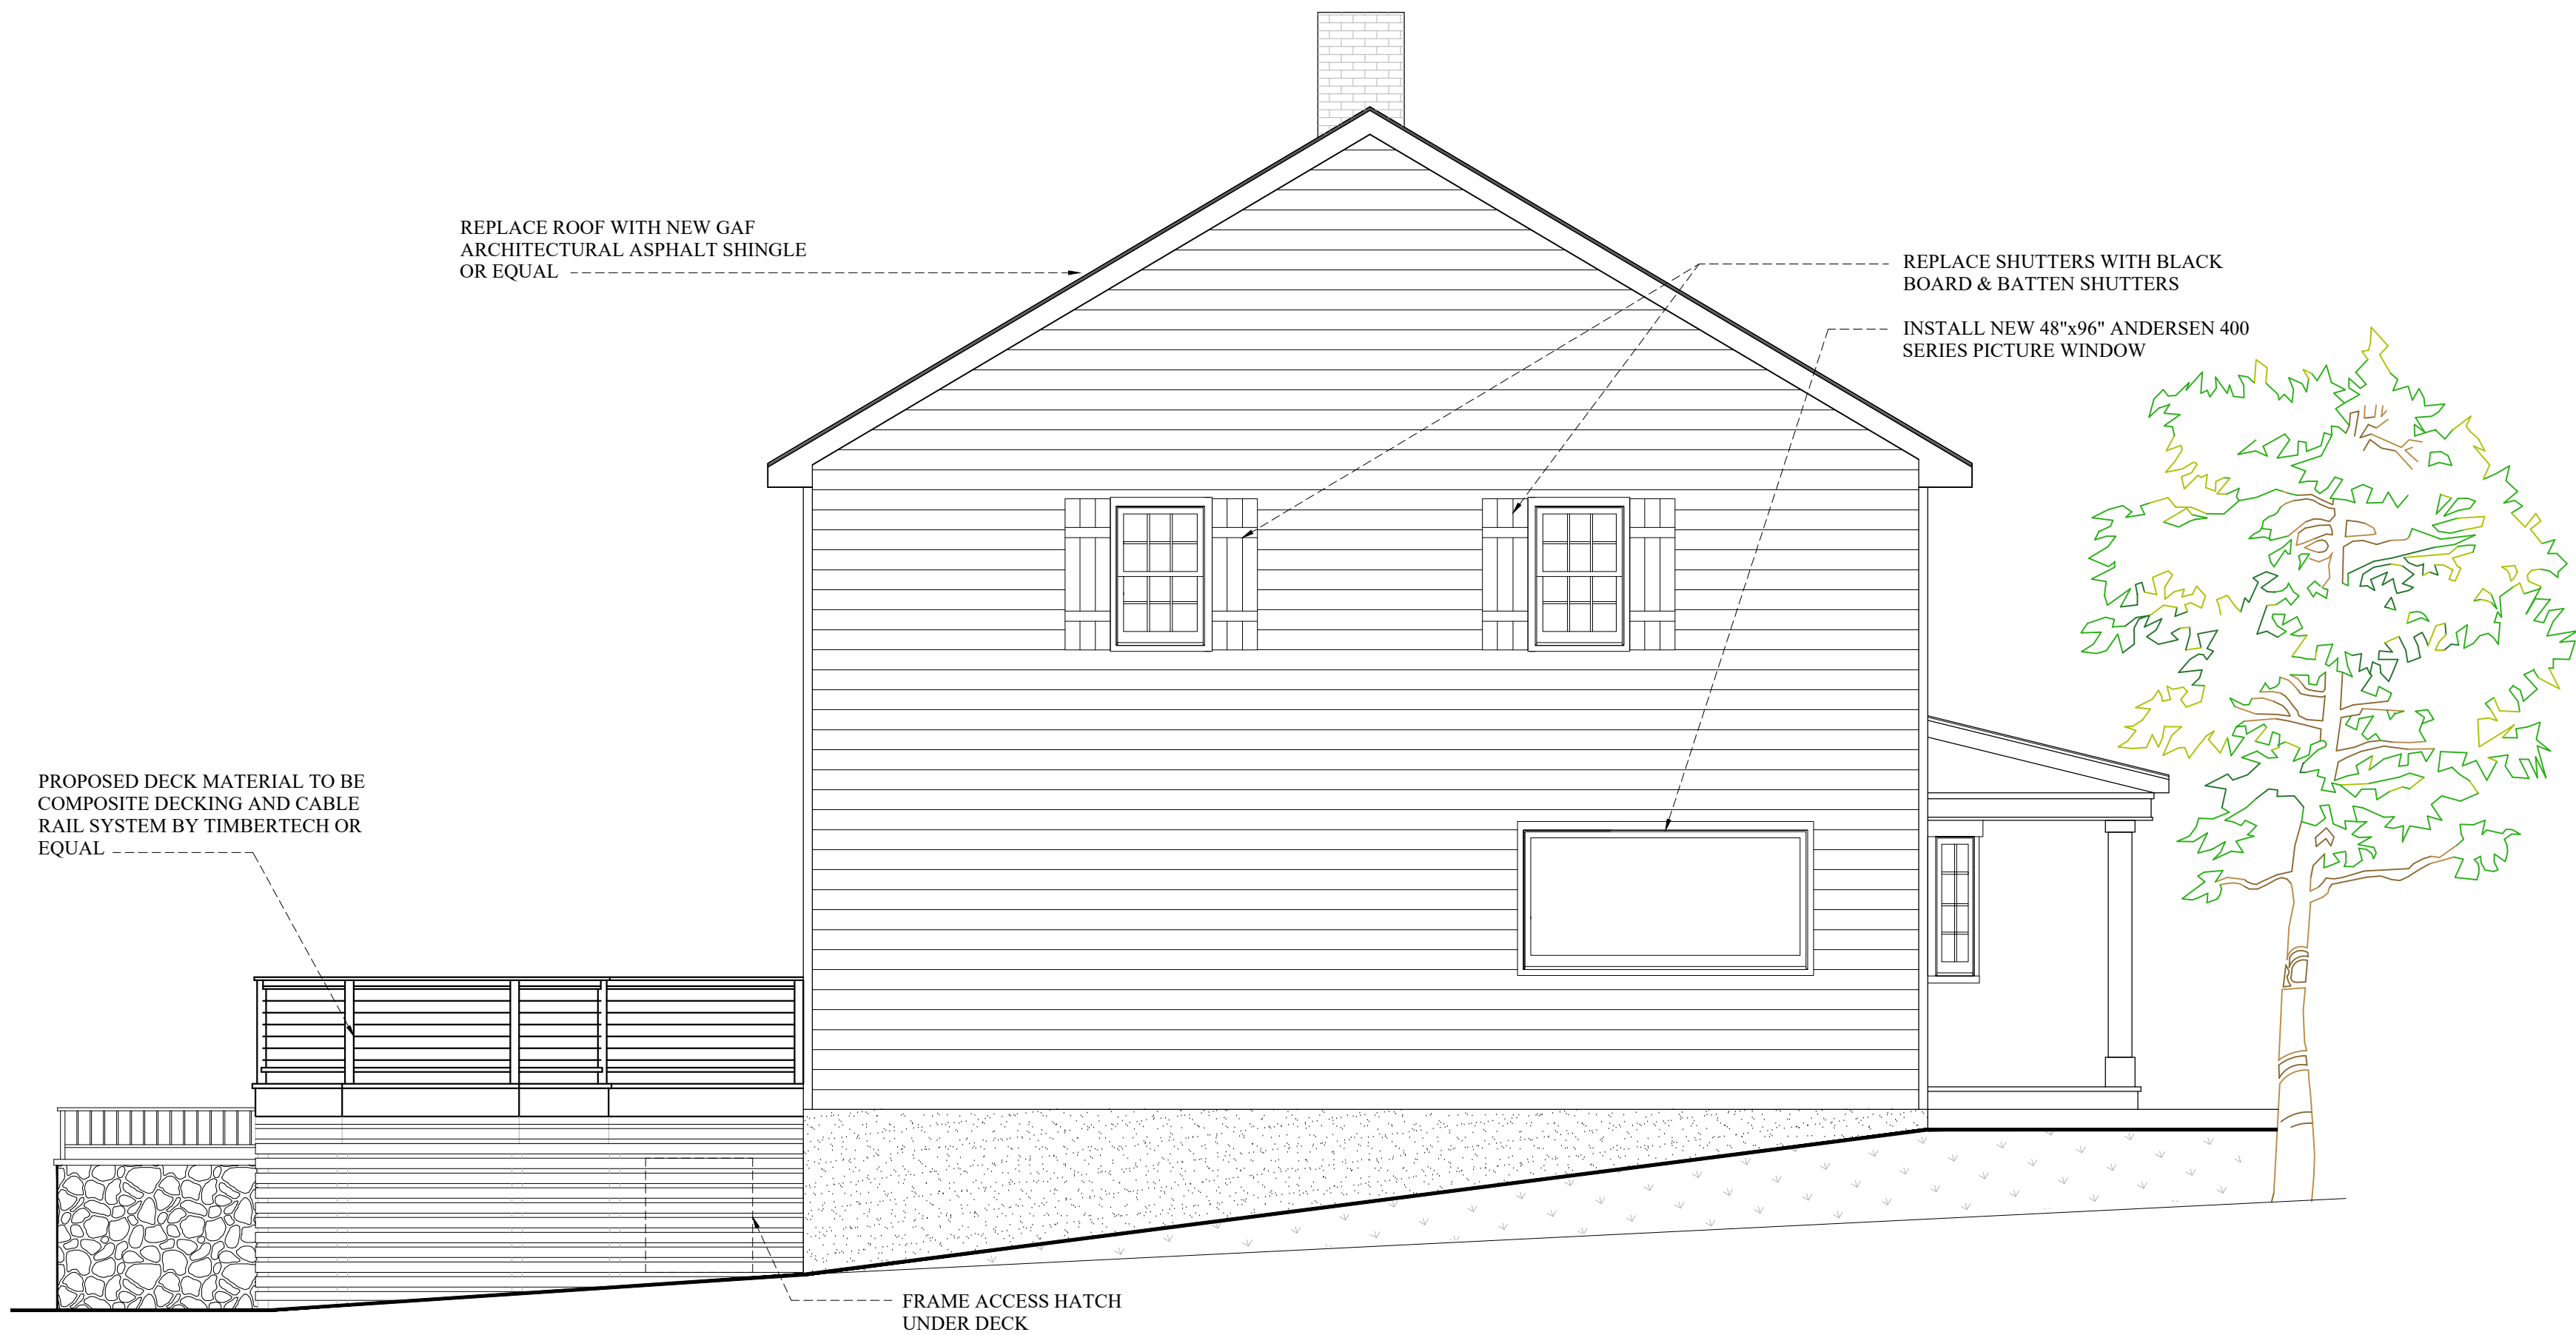 REPLACE ROOF WITH NEW GAF
ARCHITECTURAL ASPHALT SHINGLE
OR EQUAL
REPLACE SHUTTERS WITH BLACK
BOARD & BATTEN SHUTTERS
INSTALL NEW 48"x96" ANDERSEN 400
SERIES PICTURE WINDOW
PROPOSED DECK MATERIAL TO BE
COMPOSITE DECKING AND CABLE
RAIL SYSTEM BY TIMBERTECH OR
EQUAL
FRAME ACCESS HATCH
UNDER DECK